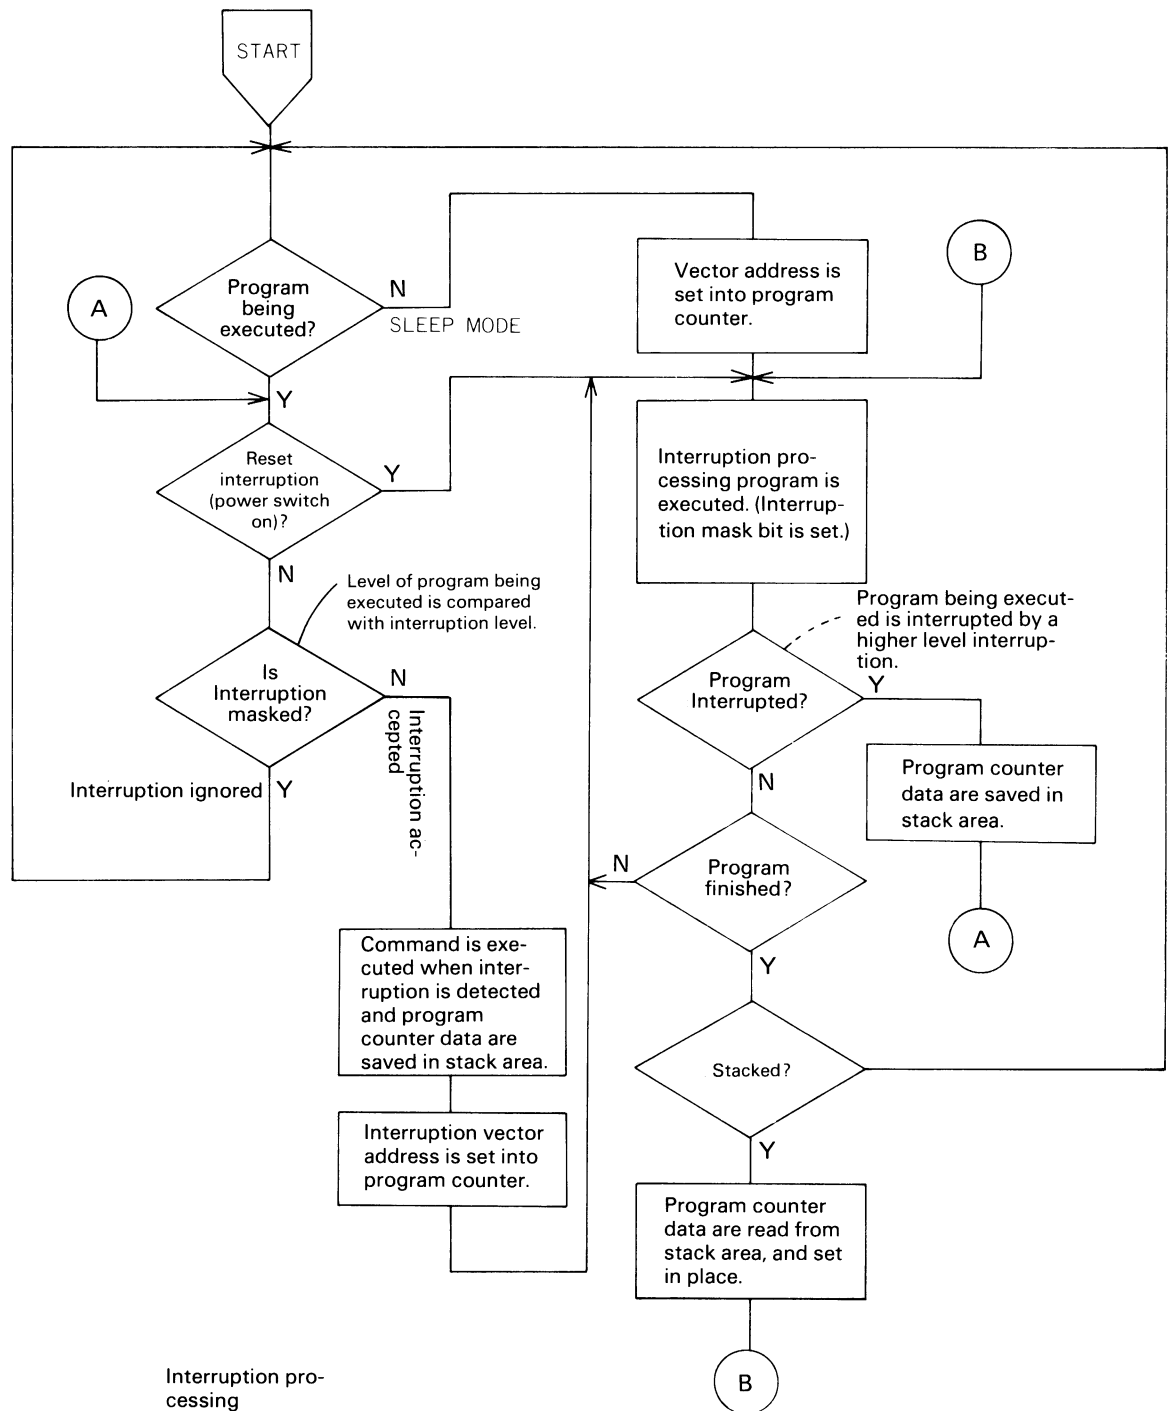 START
Program
being
executed?
N
SLEEP MODE
A
Y
Vector address is
set into program
counter.
B
Reset
interruption
(power switch
on)?
Y
N
Interruption pro-
cessing program is
executed. (Interrup-
tion mask bit is set.)
Level of program being
executed is compared
with interruption level.
Is
Interruption
masked?
N
Interruption ac-
cepted
Interruption ignored
Y
Program being execut-
ed is interrupted by a
higher level interrup-
tion.
Program
Interrupted?
Y
N
Program counter
data are saved in
stack area.
A
Program
finished?
N
Y
Command is exe-
cuted when inter-
ruption is detected
and program
counter data are
saved in stack area.
Interruption vector
address is set into
program counter.
Stacked?
Y
Program counter
data are read from
stack area, and set
in place.
B
Interruption pro-
cessing